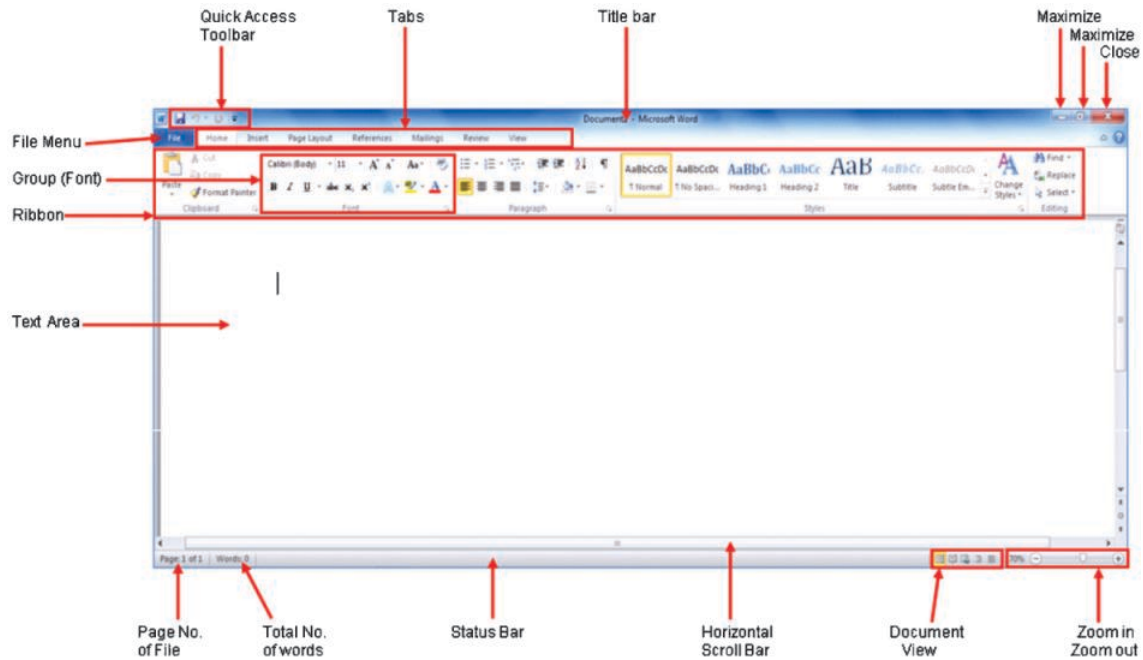 Quick Access
Toolbar
Tabs
Title bar
Maximize
Maximize
Close
Document2 - Microsoft Word
File Menu
File Home Insert Page Layout References Mailings Review View
Group (Font)
Ribbon
Paste
Cut
Copy
Format Painter
Clipboard
Calibri (Body) 11 A A Aa
B I U abc x, x² A A
Font
Paragraph
AaBbCcDc AaBbCcDc AaBbC AaBbCc AaB AaBbCc. AaBbCcDc
¶ Normal ¶ No Spaci... Heading 1 Heading 2 Title Subtitle Subtle Em...
Styles
Change
Styles
Find
Replace
Select
Editing
Text Area
Page: 1 of 1 Words: 0
70%
Page No.
of File
Total No.
of words
Status Bar
Horizontal
Scroll Bar
Document
View
Zoom in
Zoom out